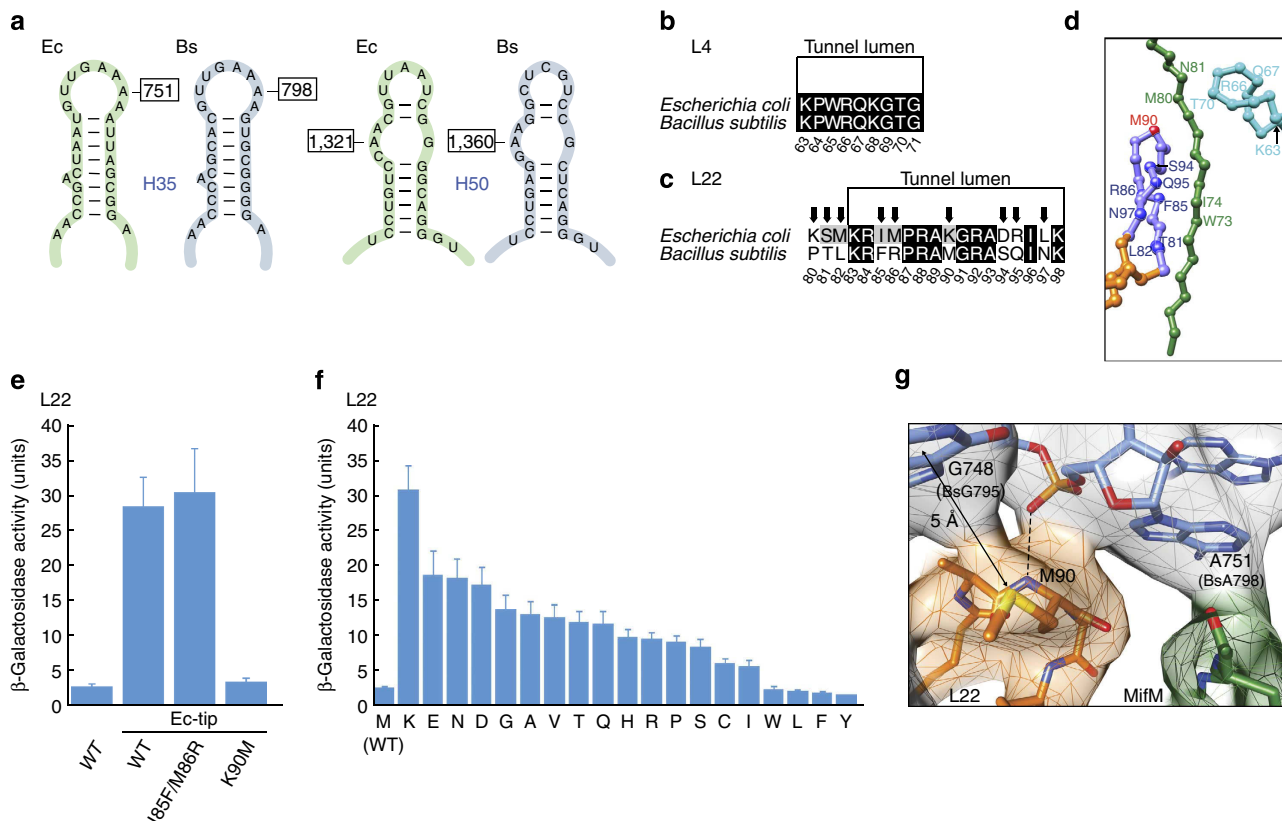 a
Ec
Bs
Ec
Bs
751
798
1,321
1,360
H35
H50
b
L4
Tunnel lumen
Escherichia coli KPWRQKGTG
Bacillus subtilis KPWRQKGTG
63 64 65 66 67 68 69 70 71
c
L22
Tunnel lumen
Escherichia coli KSMKRIMPRAKGRADRILK
Bacillus subtilis PTLKRFRPRAMGRASQINK
80 81 82 83 84 85 86 87 88 89 90 91 92 93 94 95 96 97 98
d
N81
Q67
R66
M80
T70
M90
K63
S94
R86
Q95
F85
I74
N97
W73
L82
T81
e
L22
β-Galactosidase activity (units)
40
35
30
25
20
15
10
5
0
Ec-tip
WT
WT
I85F/M86R
K90M
f
L22
β-Galactosidase activity (units)
40
35
30
25
20
15
10
5
0
M K E N D G A V T Q H R P S C I W L F Y
(WT)
g
G748
(BsG795)
5 Å
M90
A751
(BsA798)
L22
MifM